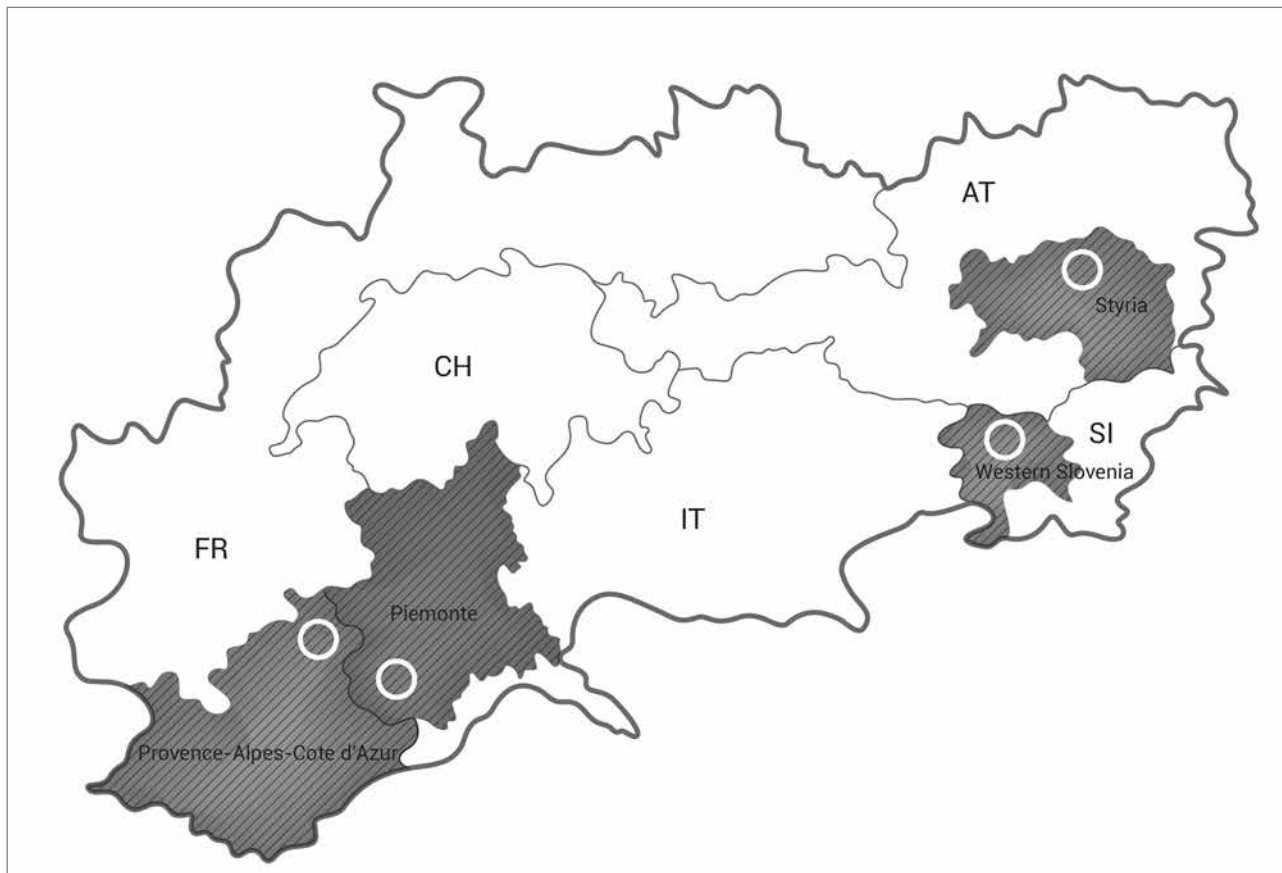 AT
Styria
CH
SI
Western Slovenia
IT
FR
Piemonte
Provence-Alpes-Cote d'Azur